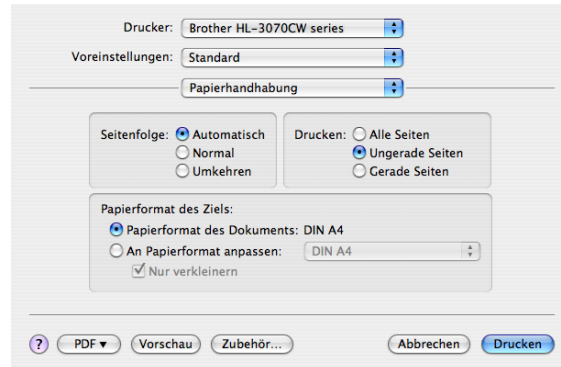 Drucker: Brother HL-3070CW series
Voreinstellungen: Standard
Papierhandhabung
Seitenfolge: Automatisch
Normal
Umkehren
Drucken: Alle Seiten
Ungerade Seiten
Gerade Seiten
Papierformat des Ziels:
Papierformat des Dokuments: DIN A4
An Papierformat anpassen: DIN A4
Nur verkleinern
? PDF▼ Vorschau Zubehör... Abbrechen Drucken